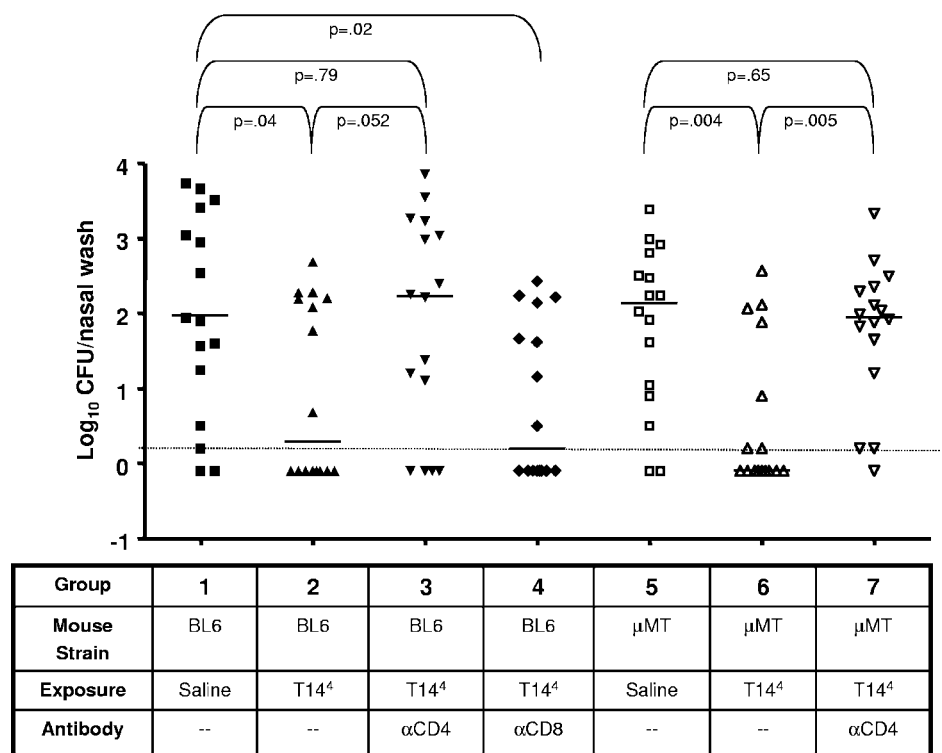 p=.02
p=.79
p=.65
p=.04
p=.052
p=.004
p=.005
Log₁₀ CFU/nasal wash
4
3
2
1
0
-1
Group 1 2 3 4 5 6 7
Mouse Strain BL6 BL6 BL6 BL6 μMT μMT μMT
Exposure Saline T14⁴ T14⁴ T14⁴ Saline T14⁴ T14⁴
Antibody -- -- αCD4 αCD8 -- -- αCD4